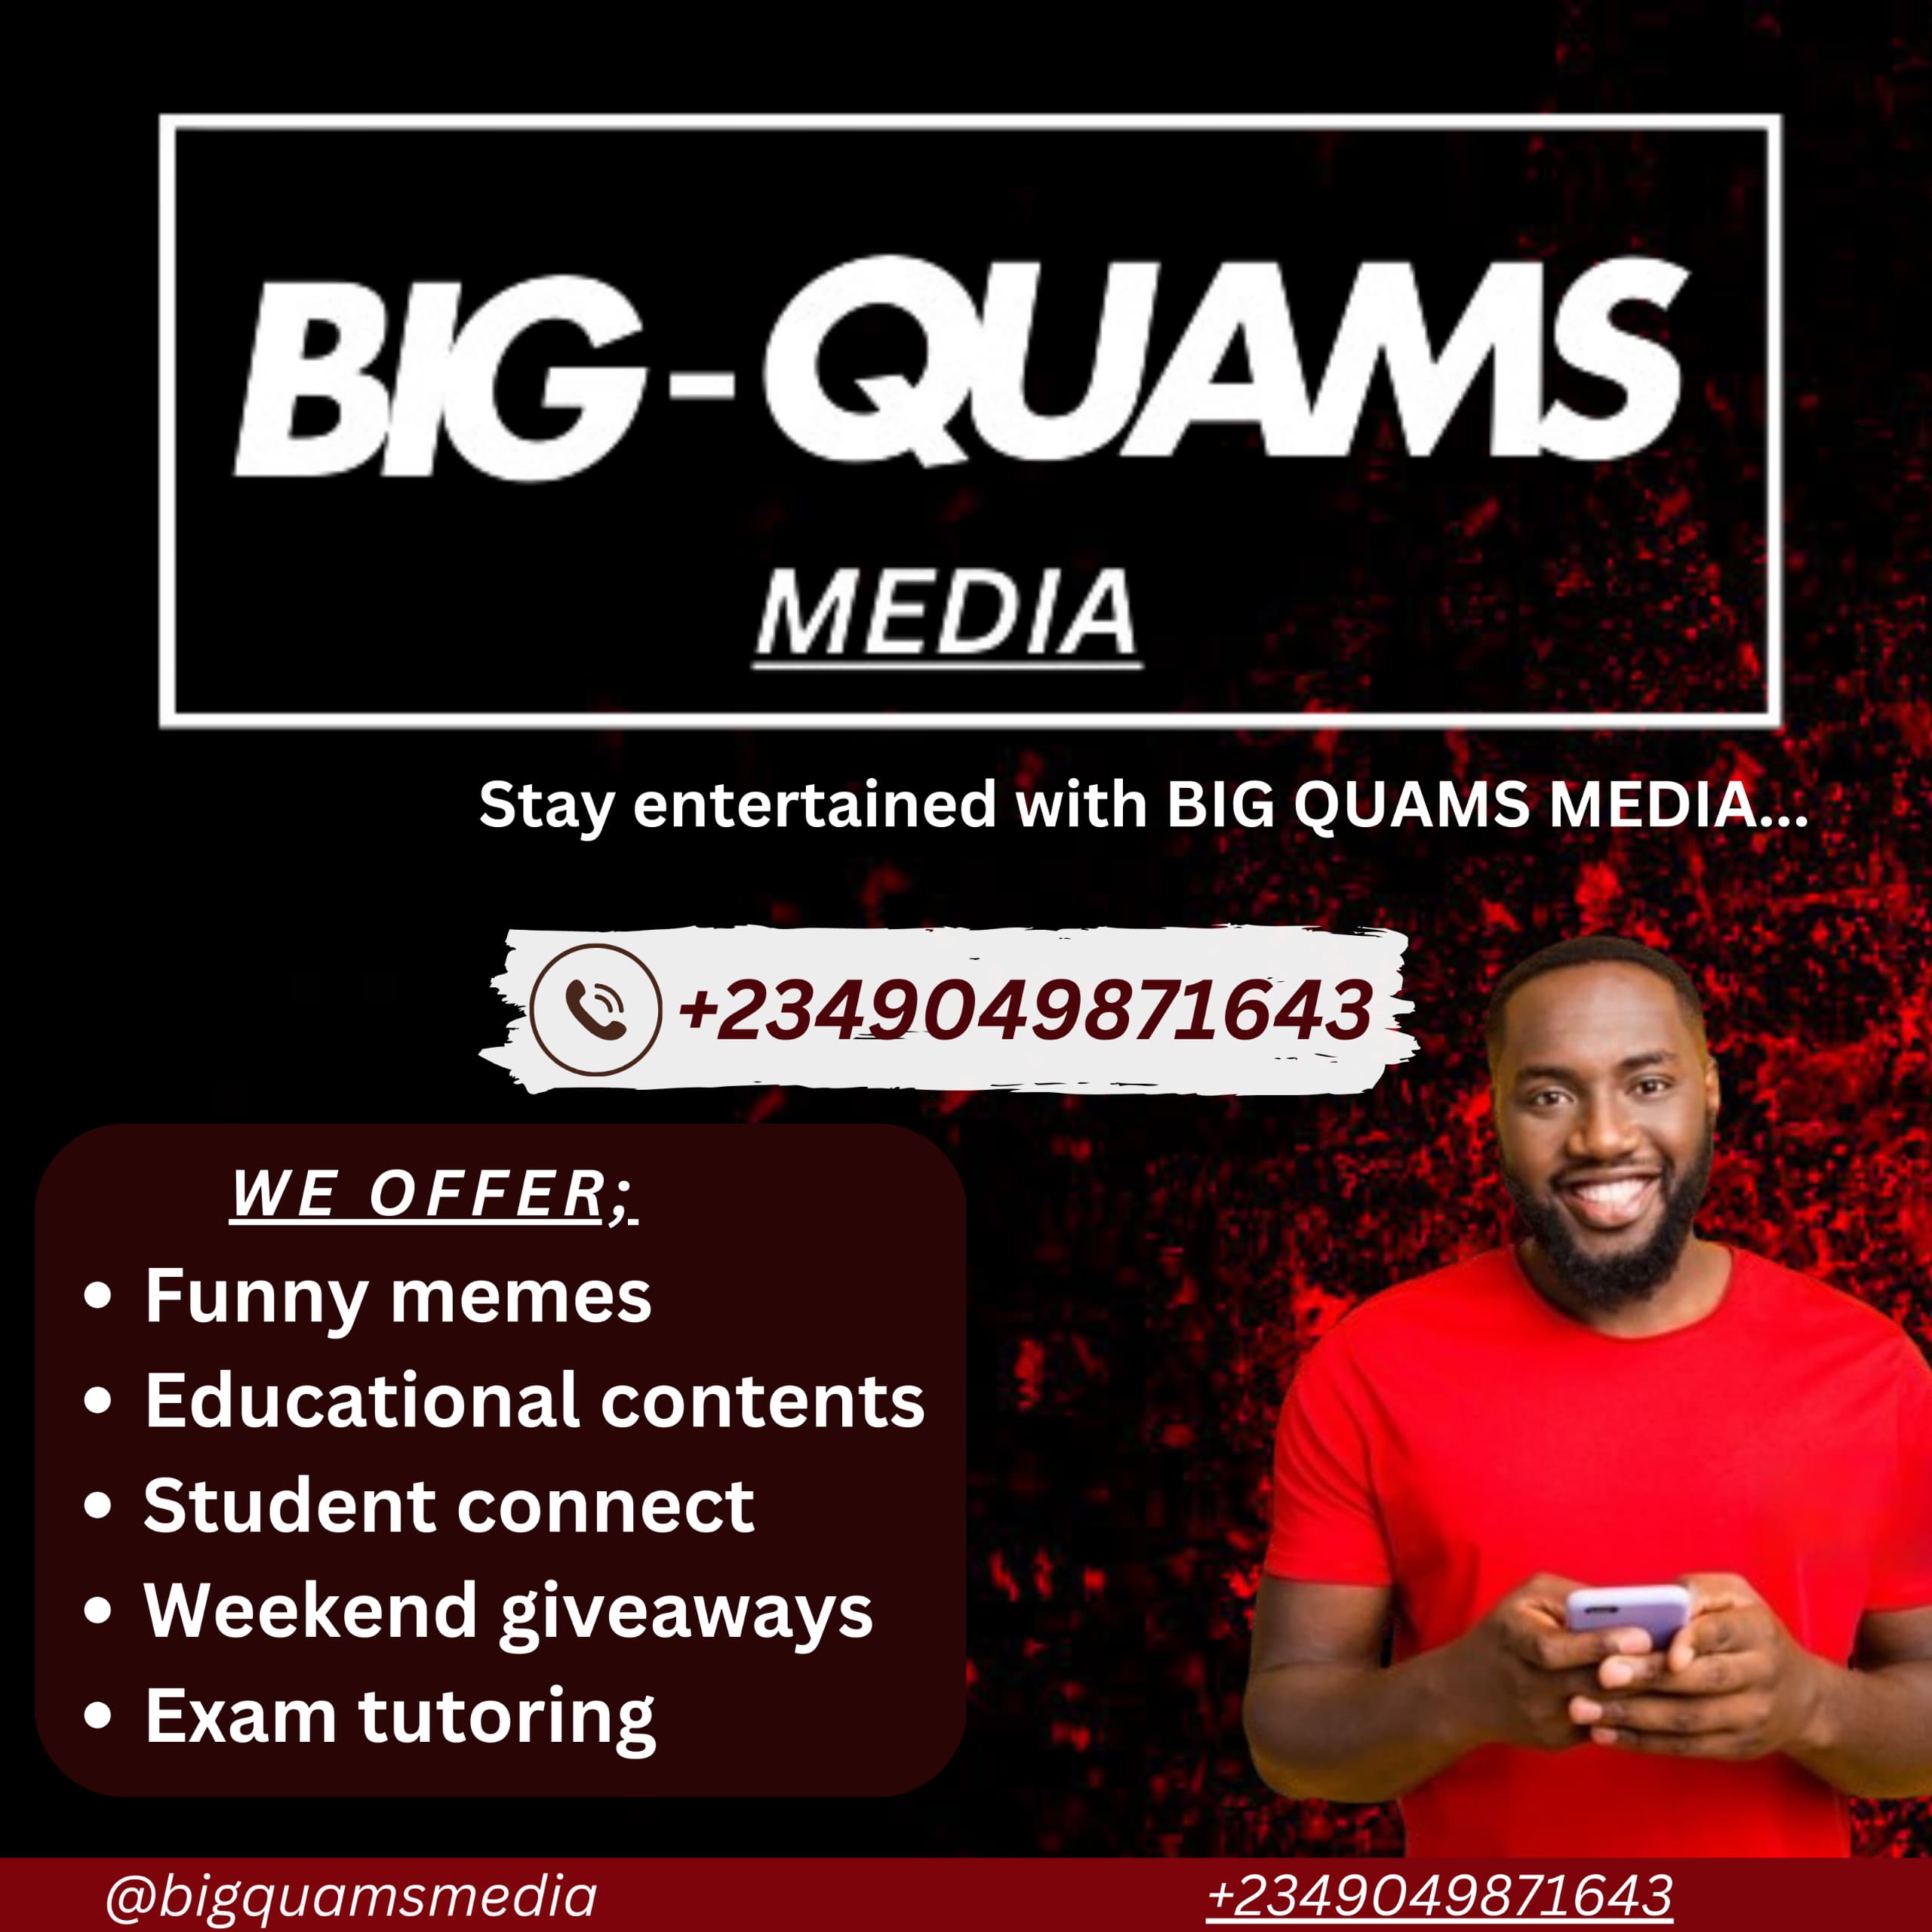 BIG-QUAMS
MEDIA
Stay entertained with BIG QUAMS MEDIA...
+2349049871643
WE OFFER;
• Funny memes
• Educational contents
• Student connect
• Weekend giveaways
• Exam tutoring
@bigquamsmedia
+2349049871643